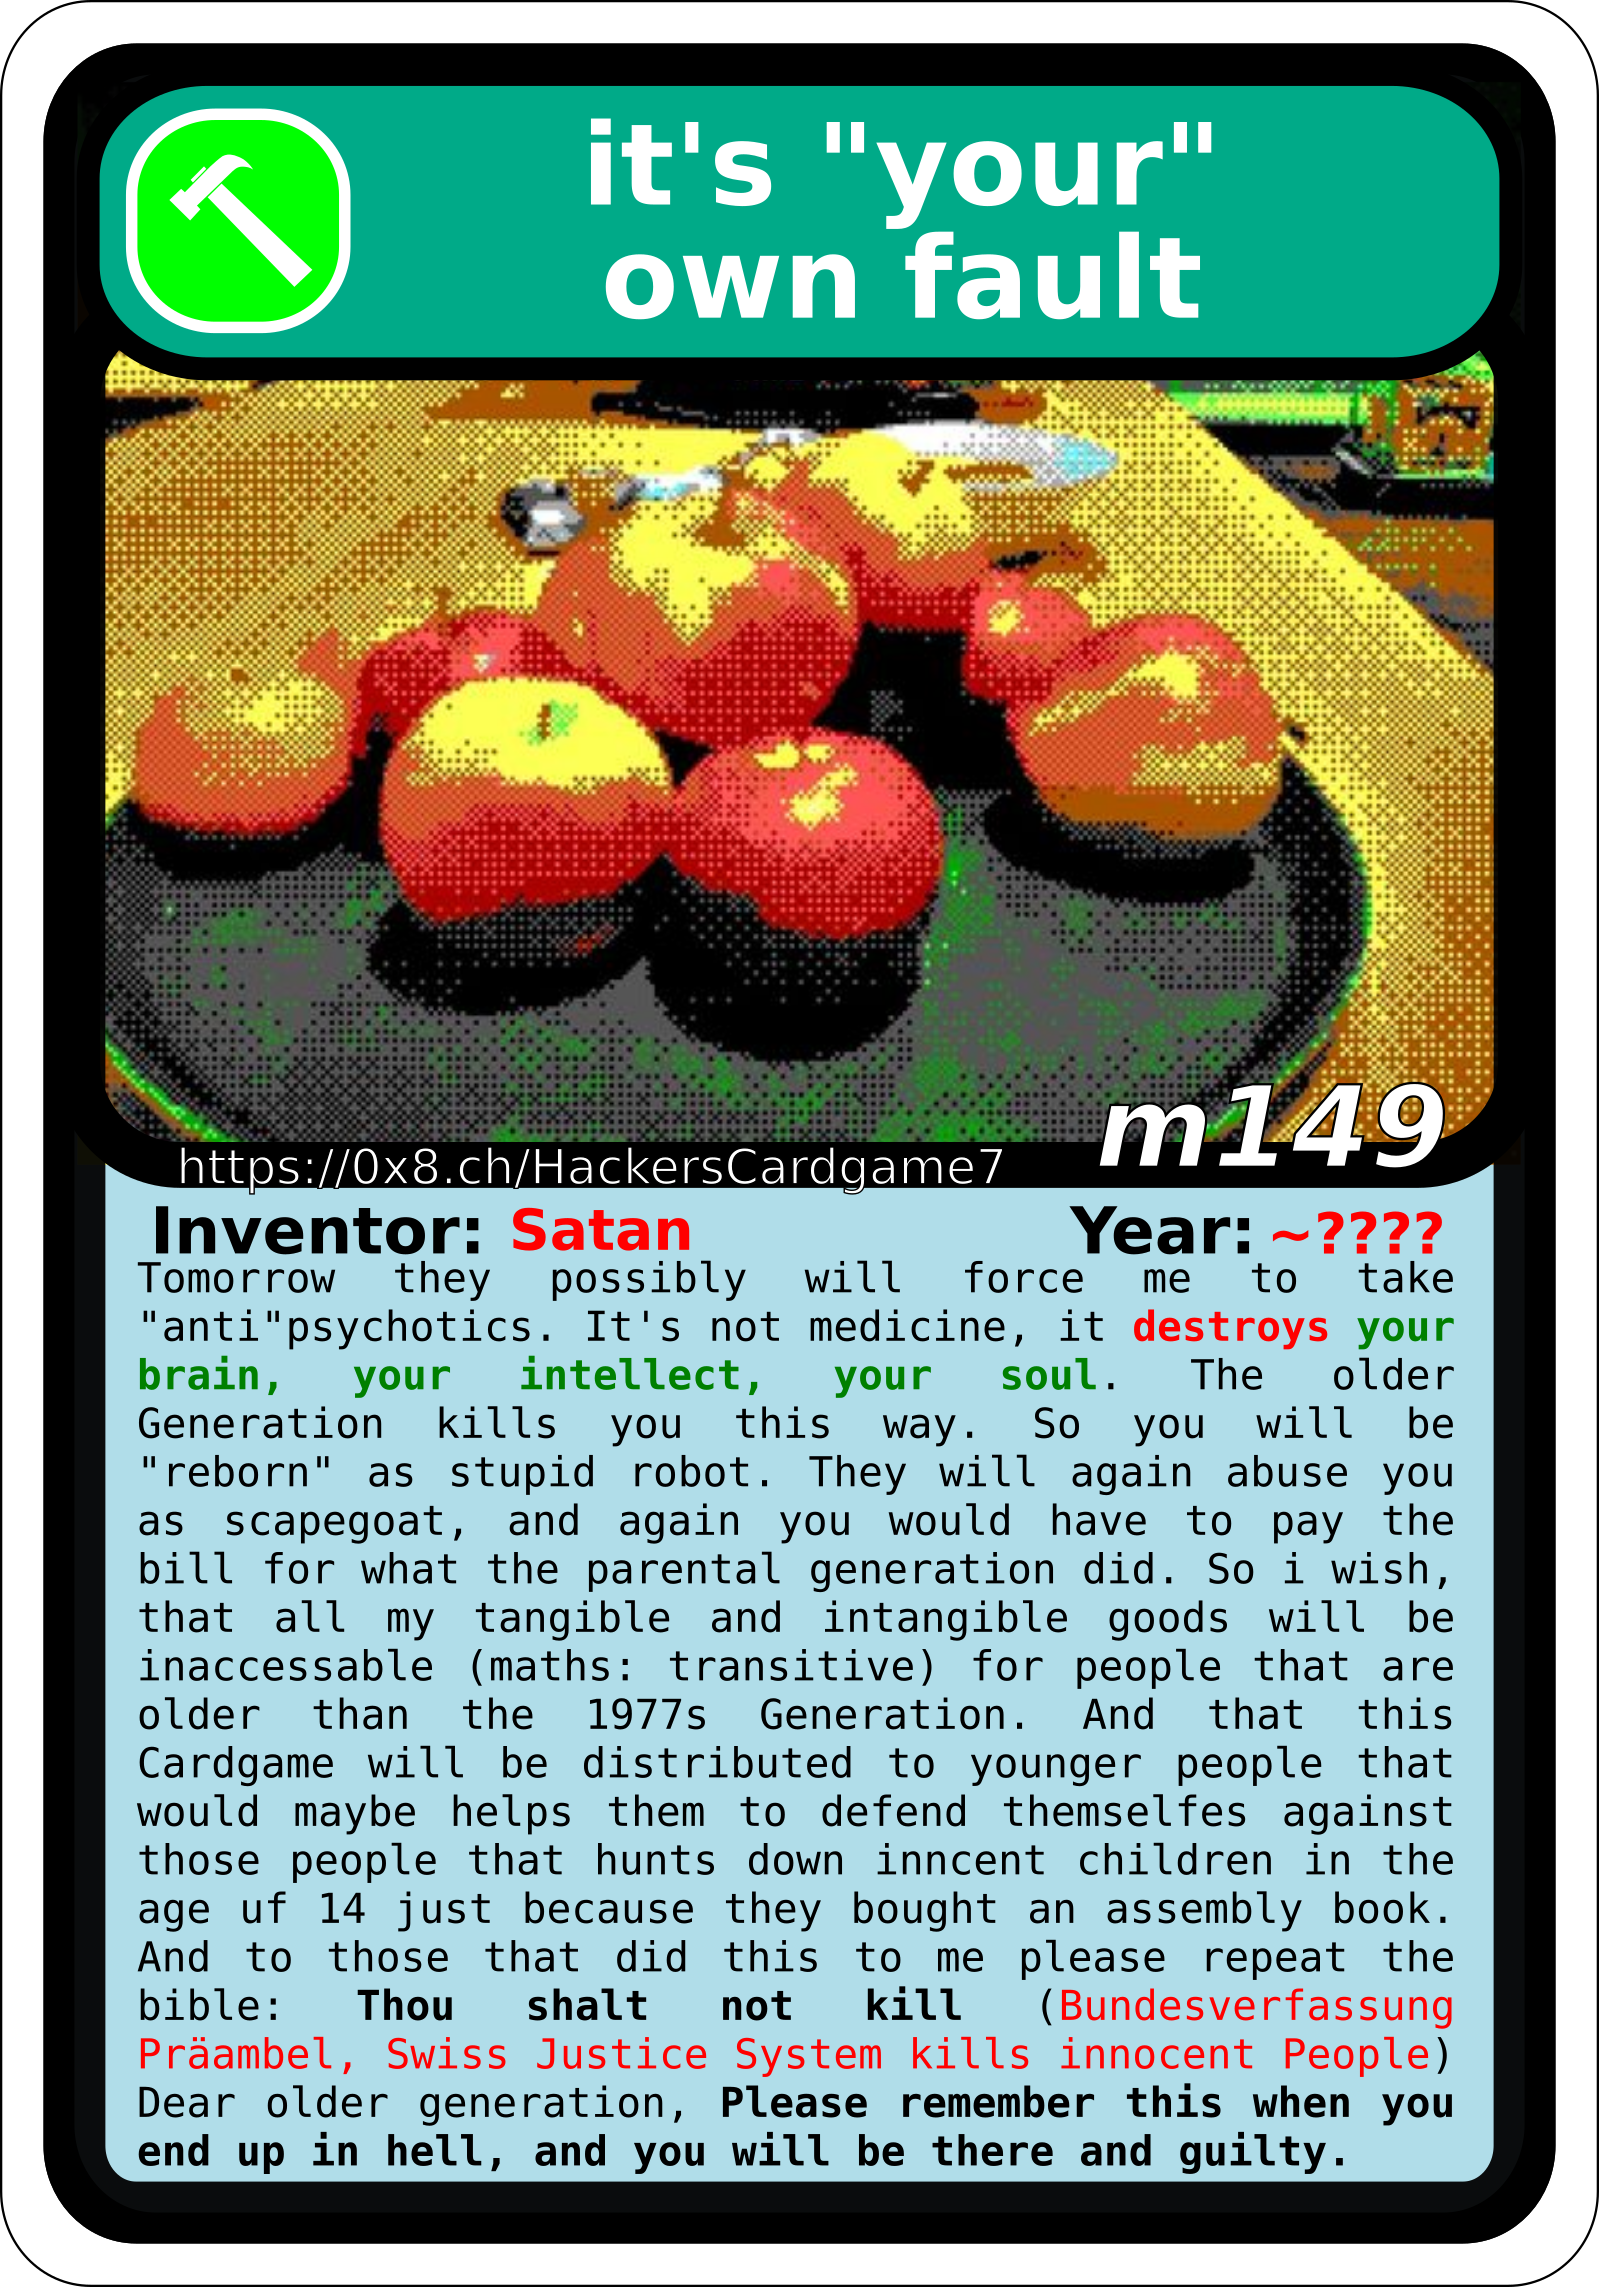 it's "your"
own fault
m149
https://0x8.ch/HackersCardgame7
Inventor: Satan Year: ~????
Tomorrow they possibly will force me to take
"anti"psychotics. It's not medicine, it destroys your
brain, your intellect, your soul. The older
Generation kills you this way. So you will be
"reborn" as stupid robot. They will again abuse you
as scapegoat, and again you would have to pay the
bill for what the parental generation did. So i wish,
that all my tangible and intangible goods will be
inaccessable (maths: transitive) for people that are
older than the 1977s Generation. And that this
Cardgame will be distributed to younger people that
would maybe helps them to defend themselfes against
those people that hunts down inncent children in the
age uf 14 just because they bought an assembly book.
And to those that did this to me please repeat the
bible: Thou shalt not kill (Bundesverfassung
Präambel, Swiss Justice System kills innocent People)
Dear older generation, Please remember this when you
end up in hell, and you will be there and guilty.